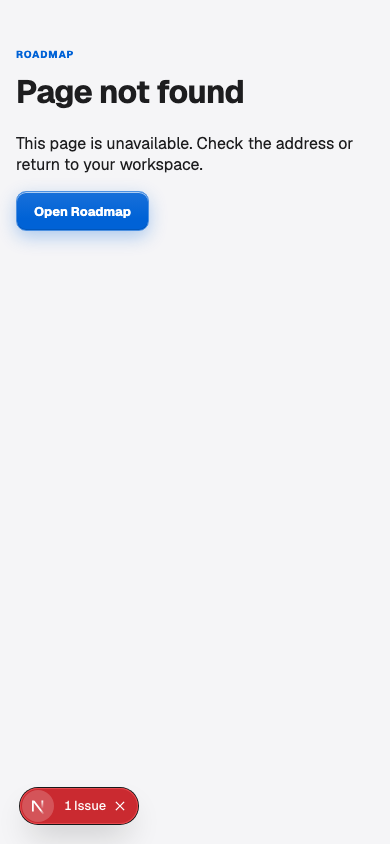 ROADMAP
Page not found
This page is unavailable. Check the address or
return to your workspace.
Open Roadmap
N 1 Issue